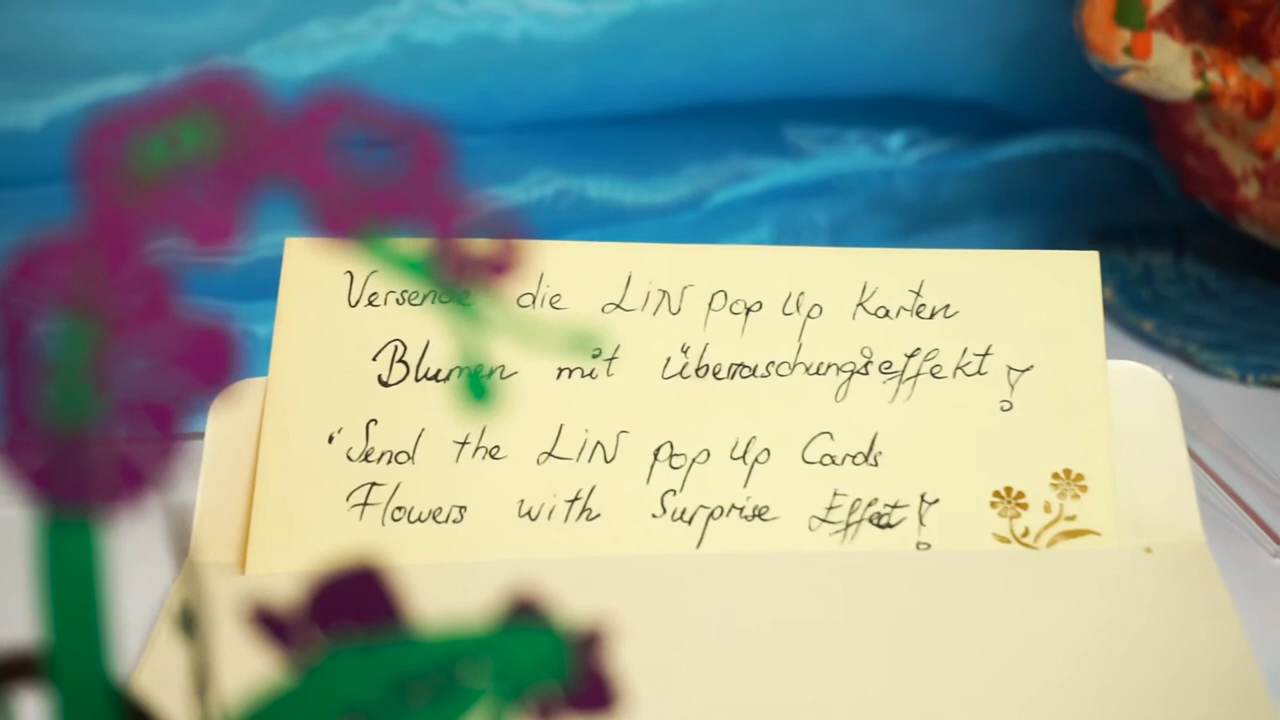 Versende die LiN Pop Up Karten
Blumen mit Überraschungseffekt!
"Send the LiN Pop Up Cards
Flowers with Surprise Effect!